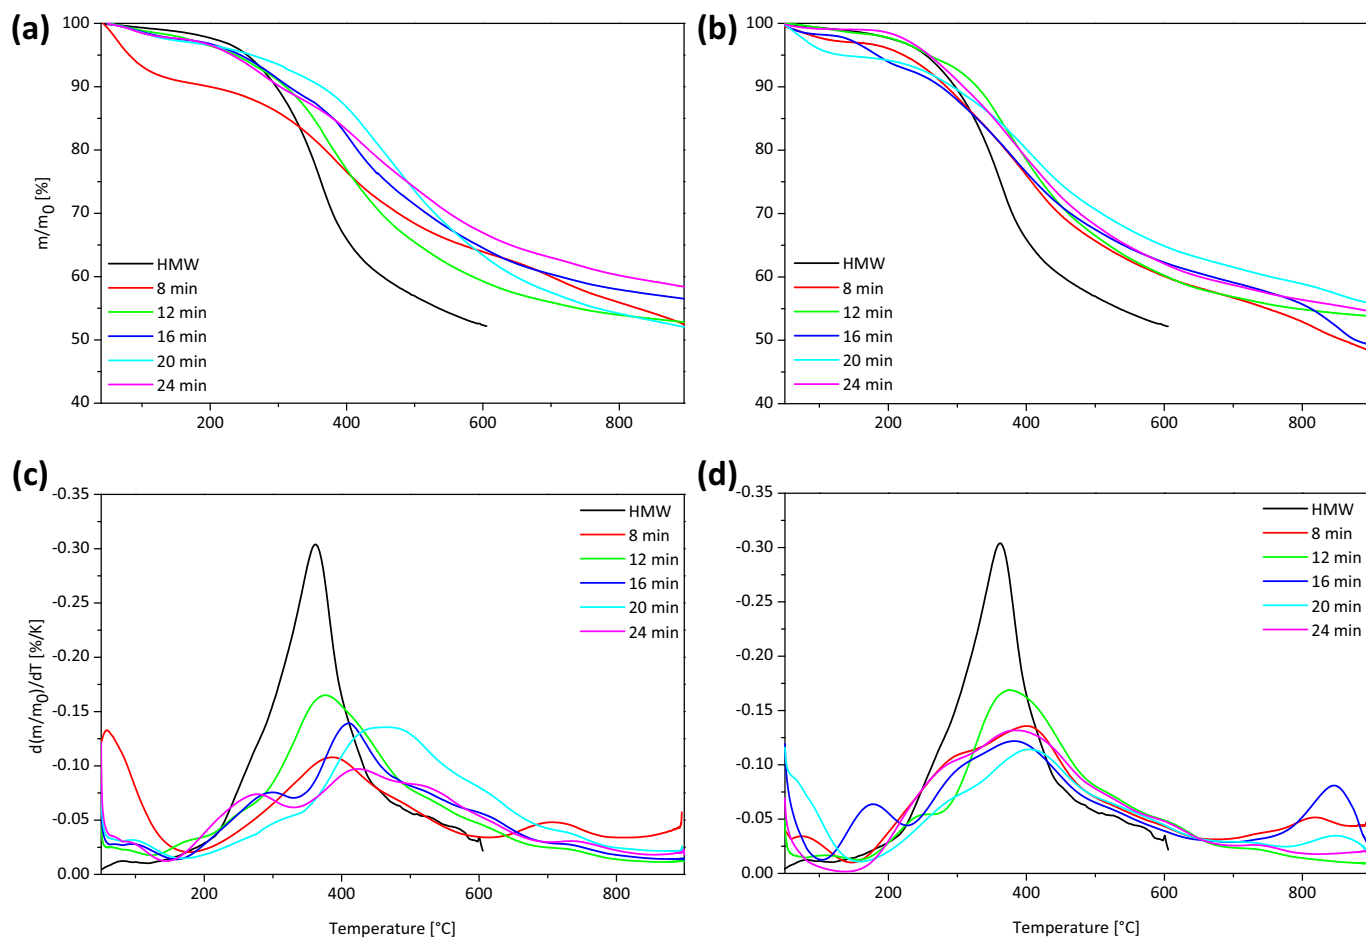 (a)
100
90
80
70
60
50
40
m/m0 [%]
HMW
8 min
12 min
16 min
20 min
24 min
200
400
600
800
(b)
100
90
80
70
60
50
40
HMW
8 min
12 min
16 min
20 min
24 min
200
400
600
800
(c)
-0.35
-0.30
-0.25
-0.20
-0.15
-0.10
-0.05
0.00
d(m/m0)/dT [%/K]
HMW
8 min
12 min
16 min
20 min
24 min
200
400
600
800
Temperature [°C]
(d)
-0.35
-0.30
-0.25
-0.20
-0.15
-0.10
-0.05
0.00
HMW
8 min
12 min
16 min
20 min
24 min
200
400
600
800
Temperature [°C]